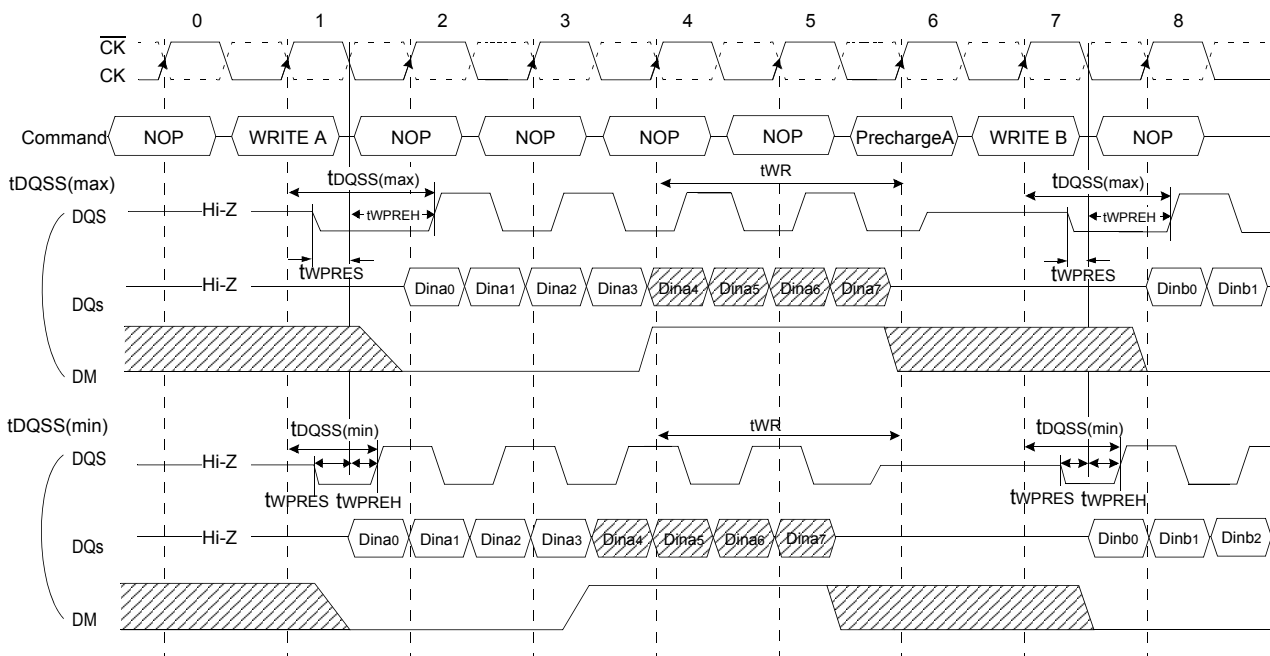 0 1 2 3 4 5 6 7 8
CK
CK
Command NOP WRITE A NOP NOP NOP NOP PrechargeA WRITE B NOP
tDQSS(max)
tDQSS(max) tWR tDQSS(max)
DQS Hi-Z tWPREH tWPREH
tWPRES tWPRES
DQs Hi-Z Dina0 Dina1 Dina2 Dina3 Dina4 Dina5 Dina6 Dina7 Dinb0 Dinb1
DM
tDQSS(min)
tDQSS(min) tWR tDQSS(min)
DQS Hi-Z
tWPRES tWPREH tWPRES tWPREH
DQs Hi-Z Dina0 Dina1 Dina2 Dina3 Dina4 Dina5 Dina6 Dina7 Dinb0 Dinb1 Dinb2
DM